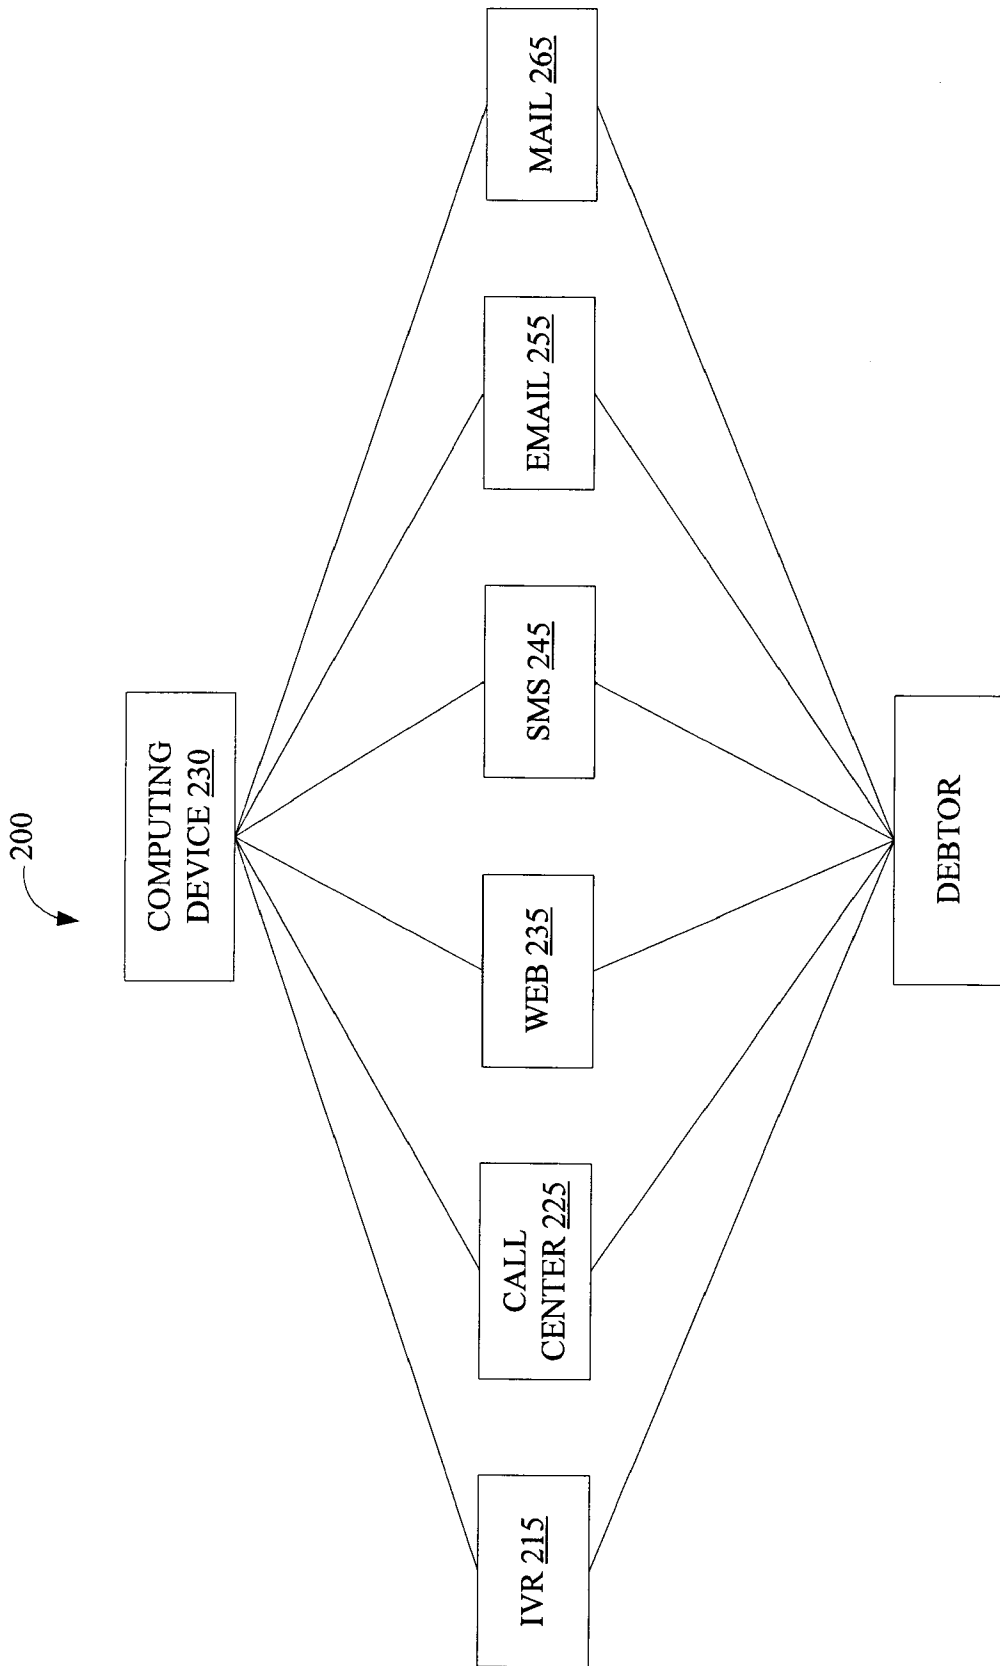 200
COMPUTING
DEVICE 230
IVR 215
CALL
CENTER 225
WEB 235
SMS 245
EMAIL 255
MAIL 265
DEBTOR